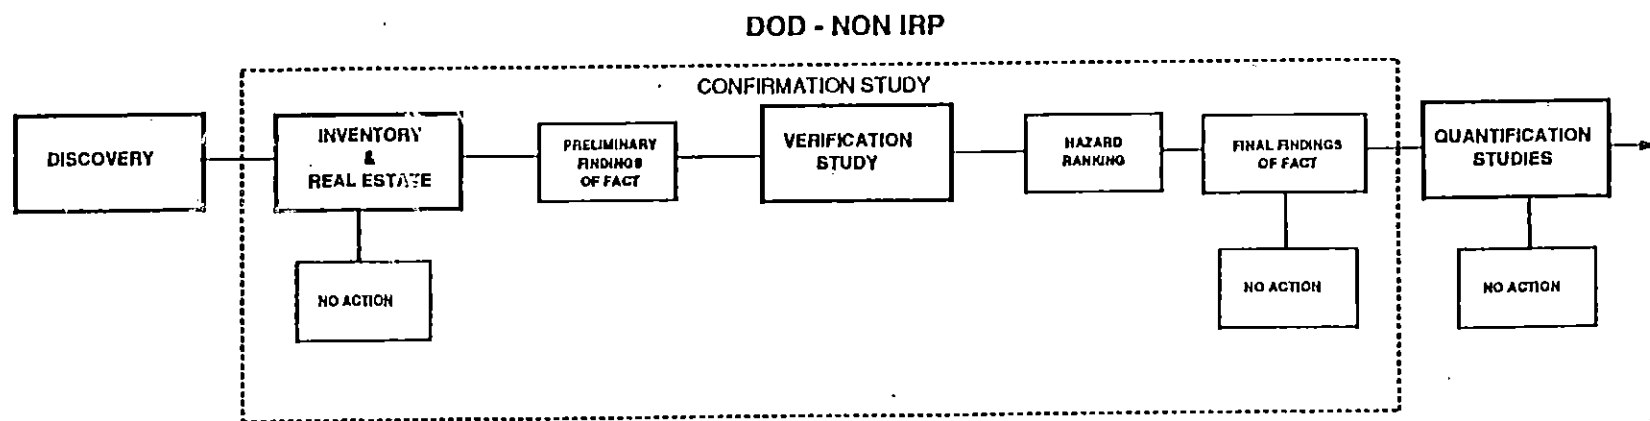 DOD - NON IRP
CONFIRMATION STUDY
DISCOVERY
INVENTORY
&
REAL ESTATE
PRELIMINARY
FINDINGS
OF FACT
VERIFICATION
STUDY
HAZARD
RANKING
FINAL FINDINGS
OF FACT
QUANTIFICATION
STUDIES
NO ACTION
NO ACTION
NO ACTION